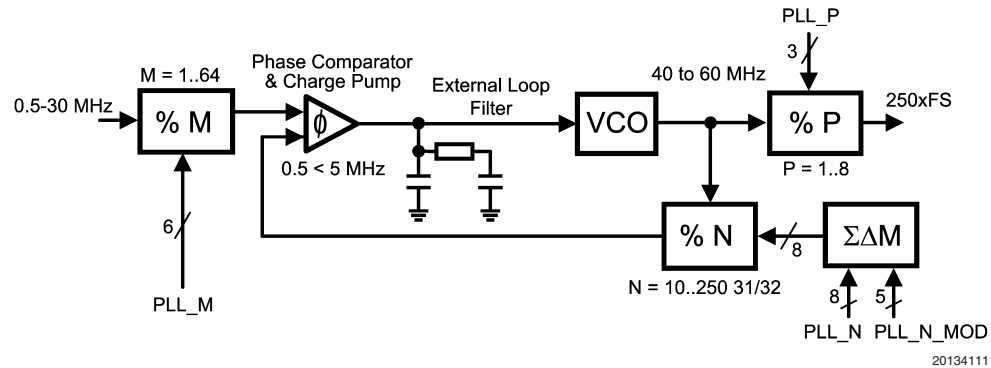 PLL_P
3
Phase Comparator
& Charge Pump
M = 1..64
External Loop
Filter
40 to 60 MHz
0.5-30 MHz
% M
ϕ
VCO
% P
250xFS
0.5 < 5 MHz
P = 1..8
6
% N
8
ΣΔM
N = 10..250 31/32
8
5
PLL_M
PLL_N
PLL_N_MOD
20134111